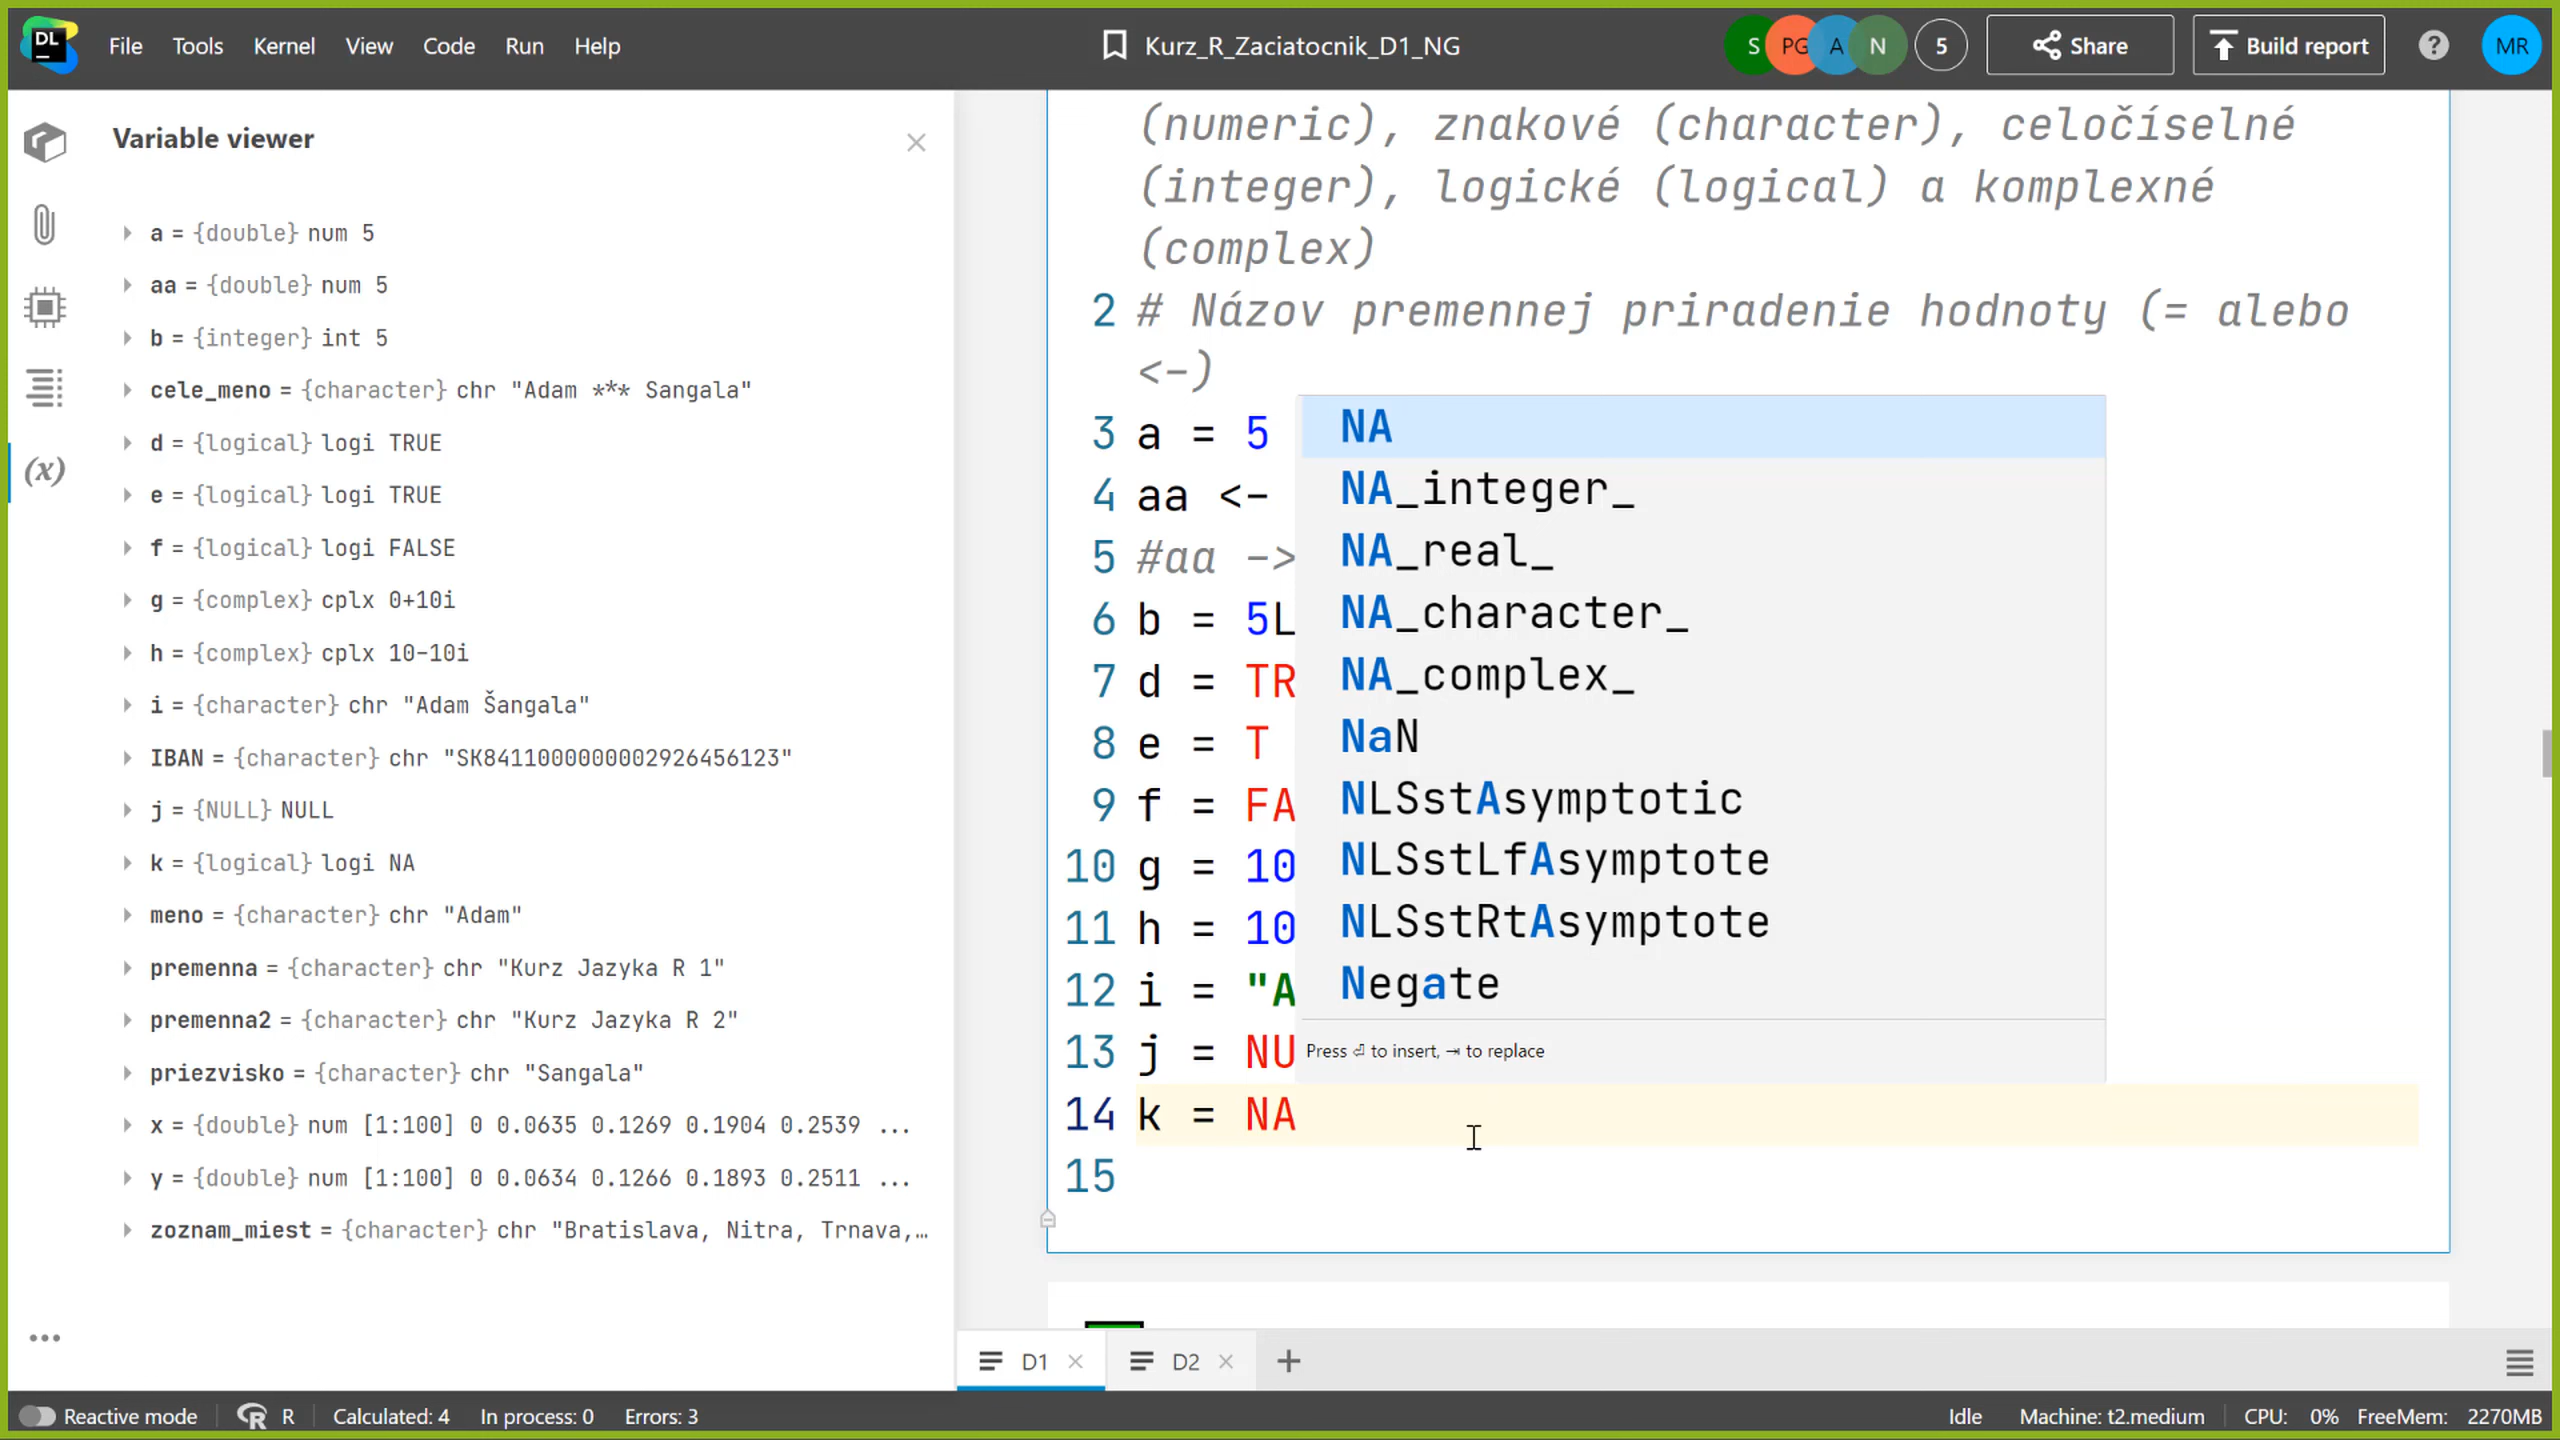 DL File Tools Kernel View Code Run Help Kurz_R_Zaciatocnik_D1_NG S PG A N 5 Share Build report ? MR
Variable viewer
a = {double} num 5
aa = {double} num 5
b = {integer} int 5
cele_meno = {character} chr "Adam *** Sangala"
d = {logical} logi TRUE
e = {logical} logi TRUE
f = {logical} logi FALSE
g = {complex} cplx 0+10i
h = {complex} cplx 10-10i
i = {character} chr "Adam Šangala"
IBAN = {character} chr "SK8411000000002926456123"
j = {NULL} NULL
k = {logical} logi NA
meno = {character} chr "Adam"
premenna = {character} chr "Kurz Jazyka R 1"
premenna2 = {character} chr "Kurz Jazyka R 2"
priezvisko = {character} chr "Sangala"
x = {double} num [1:100] 0 0.0635 0.1269 0.1904 0.2539 ...
y = {double} num [1:100] 0 0.0634 0.1266 0.1893 0.2511 ...
zoznam_miest = {character} chr "Bratislava, Nitra, Trnava,…
(x)
(numeric), znakové (character), celočíselné
(integer), logické (logical) a komplexné
(complex)
2 # Názov premennej priradenie hodnoty (= alebo
<-)
3 a = 5
4 aa <-
5 #aa ->
6 b = 5L
7 d = TR
8 e = T
9 f = FA
10 g = 10
11 h = 10
12 i = "A
13 j = NU
14 k = NA
15
NA
NA_integer_
NA_real_
NA_character_
NA_complex_
NaN
NLSstAsymptotic
NLSstLfAsymptote
NLSstRtAsymptote
Negate
Press ⏎ to insert, ⇥ to replace
D1 D2
Reactive mode R Calculated: 4 In process: 0 Errors: 3 Idle Machine: t2.medium CPU: 0% FreeMem: 2270MB